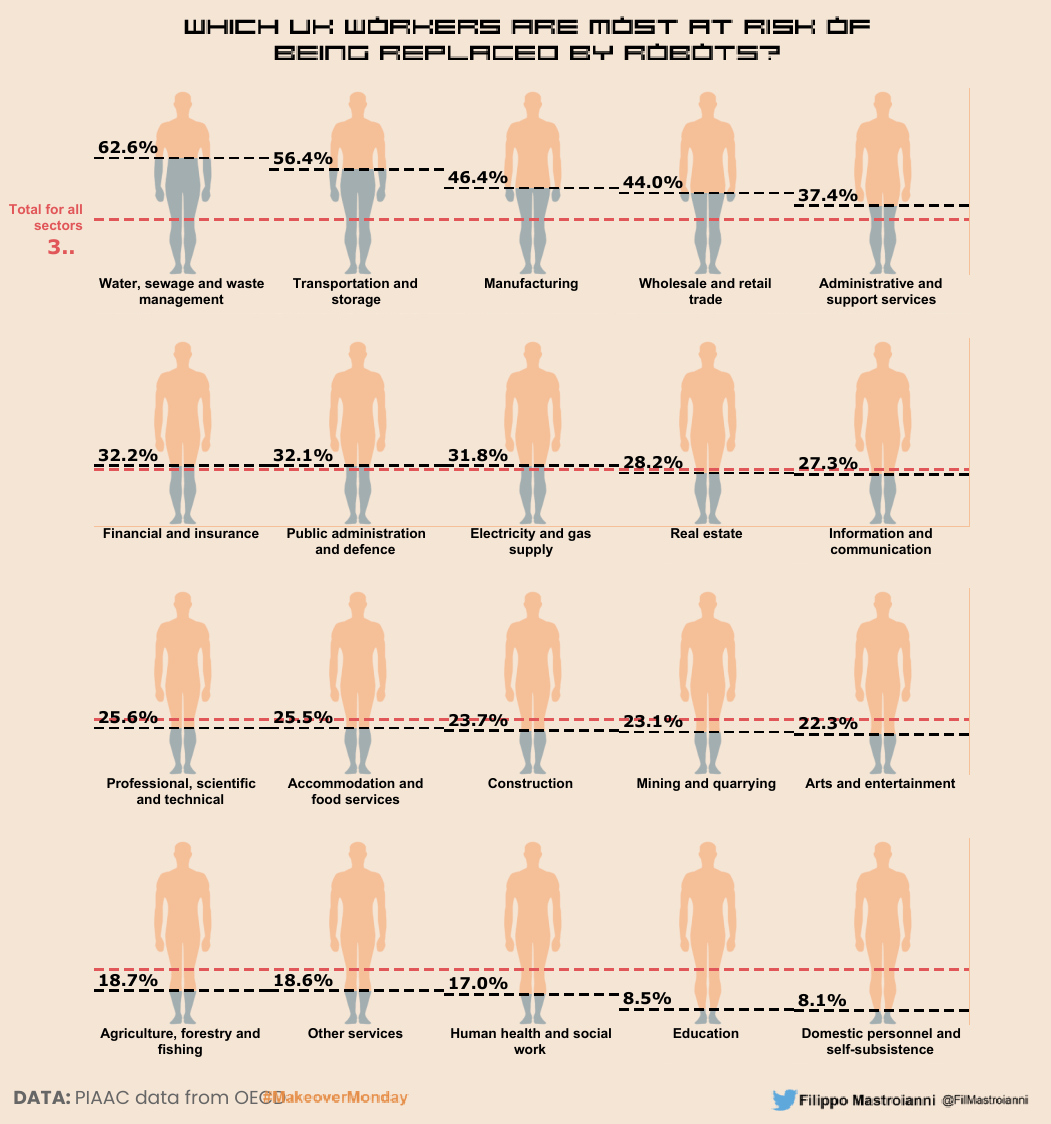 WHICH UK WORKERS ARE MOST AT RISK OF
BEING REPLACED BY ROBOTS?
62.6%
56.4%
46.4%
44.0%
37.4%
Total for all
sectors
3..
Water, sewage and waste
management
Transportation and
storage
Manufacturing
Wholesale and retail
trade
Administrative and
support services
32.2%
32.1%
31.8%
28.2%
27.3%
Financial and insurance
Public administration
and defence
Electricity and gas
supply
Real estate
Information and
communication
25.6%
25.5%
23.7%
23.1%
22.3%
Professional, scientific
and technical
Accommodation and
food services
Construction
Mining and quarrying
Arts and entertainment
18.7%
18.6%
17.0%
8.5%
8.1%
Agriculture, forestry and
fishing
Other services
Human health and social
work
Education
Domestic personnel and
self-subsistence
DATA: PIAAC data from OECD
#MakeoverMonday
Filippo Mastroianni @FilMastroianni